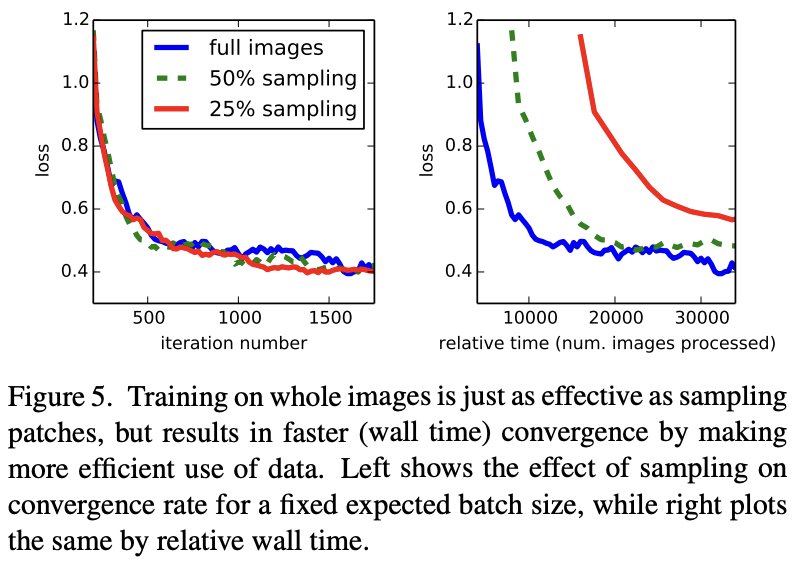 1.2
1.0
0.8
0.6
0.4
loss
500
1000
1500
iteration number
full images
50% sampling
25% sampling
1.2
1.0
0.8
0.6
0.4
loss
10000
20000
30000
relative time (num. images processed)
Figure 5. Training on whole images is just as effective as sampling
patches, but results in faster (wall time) convergence by making
more efficient use of data. Left shows the effect of sampling on
convergence rate for a fixed expected batch size, while right plots
the same by relative wall time.